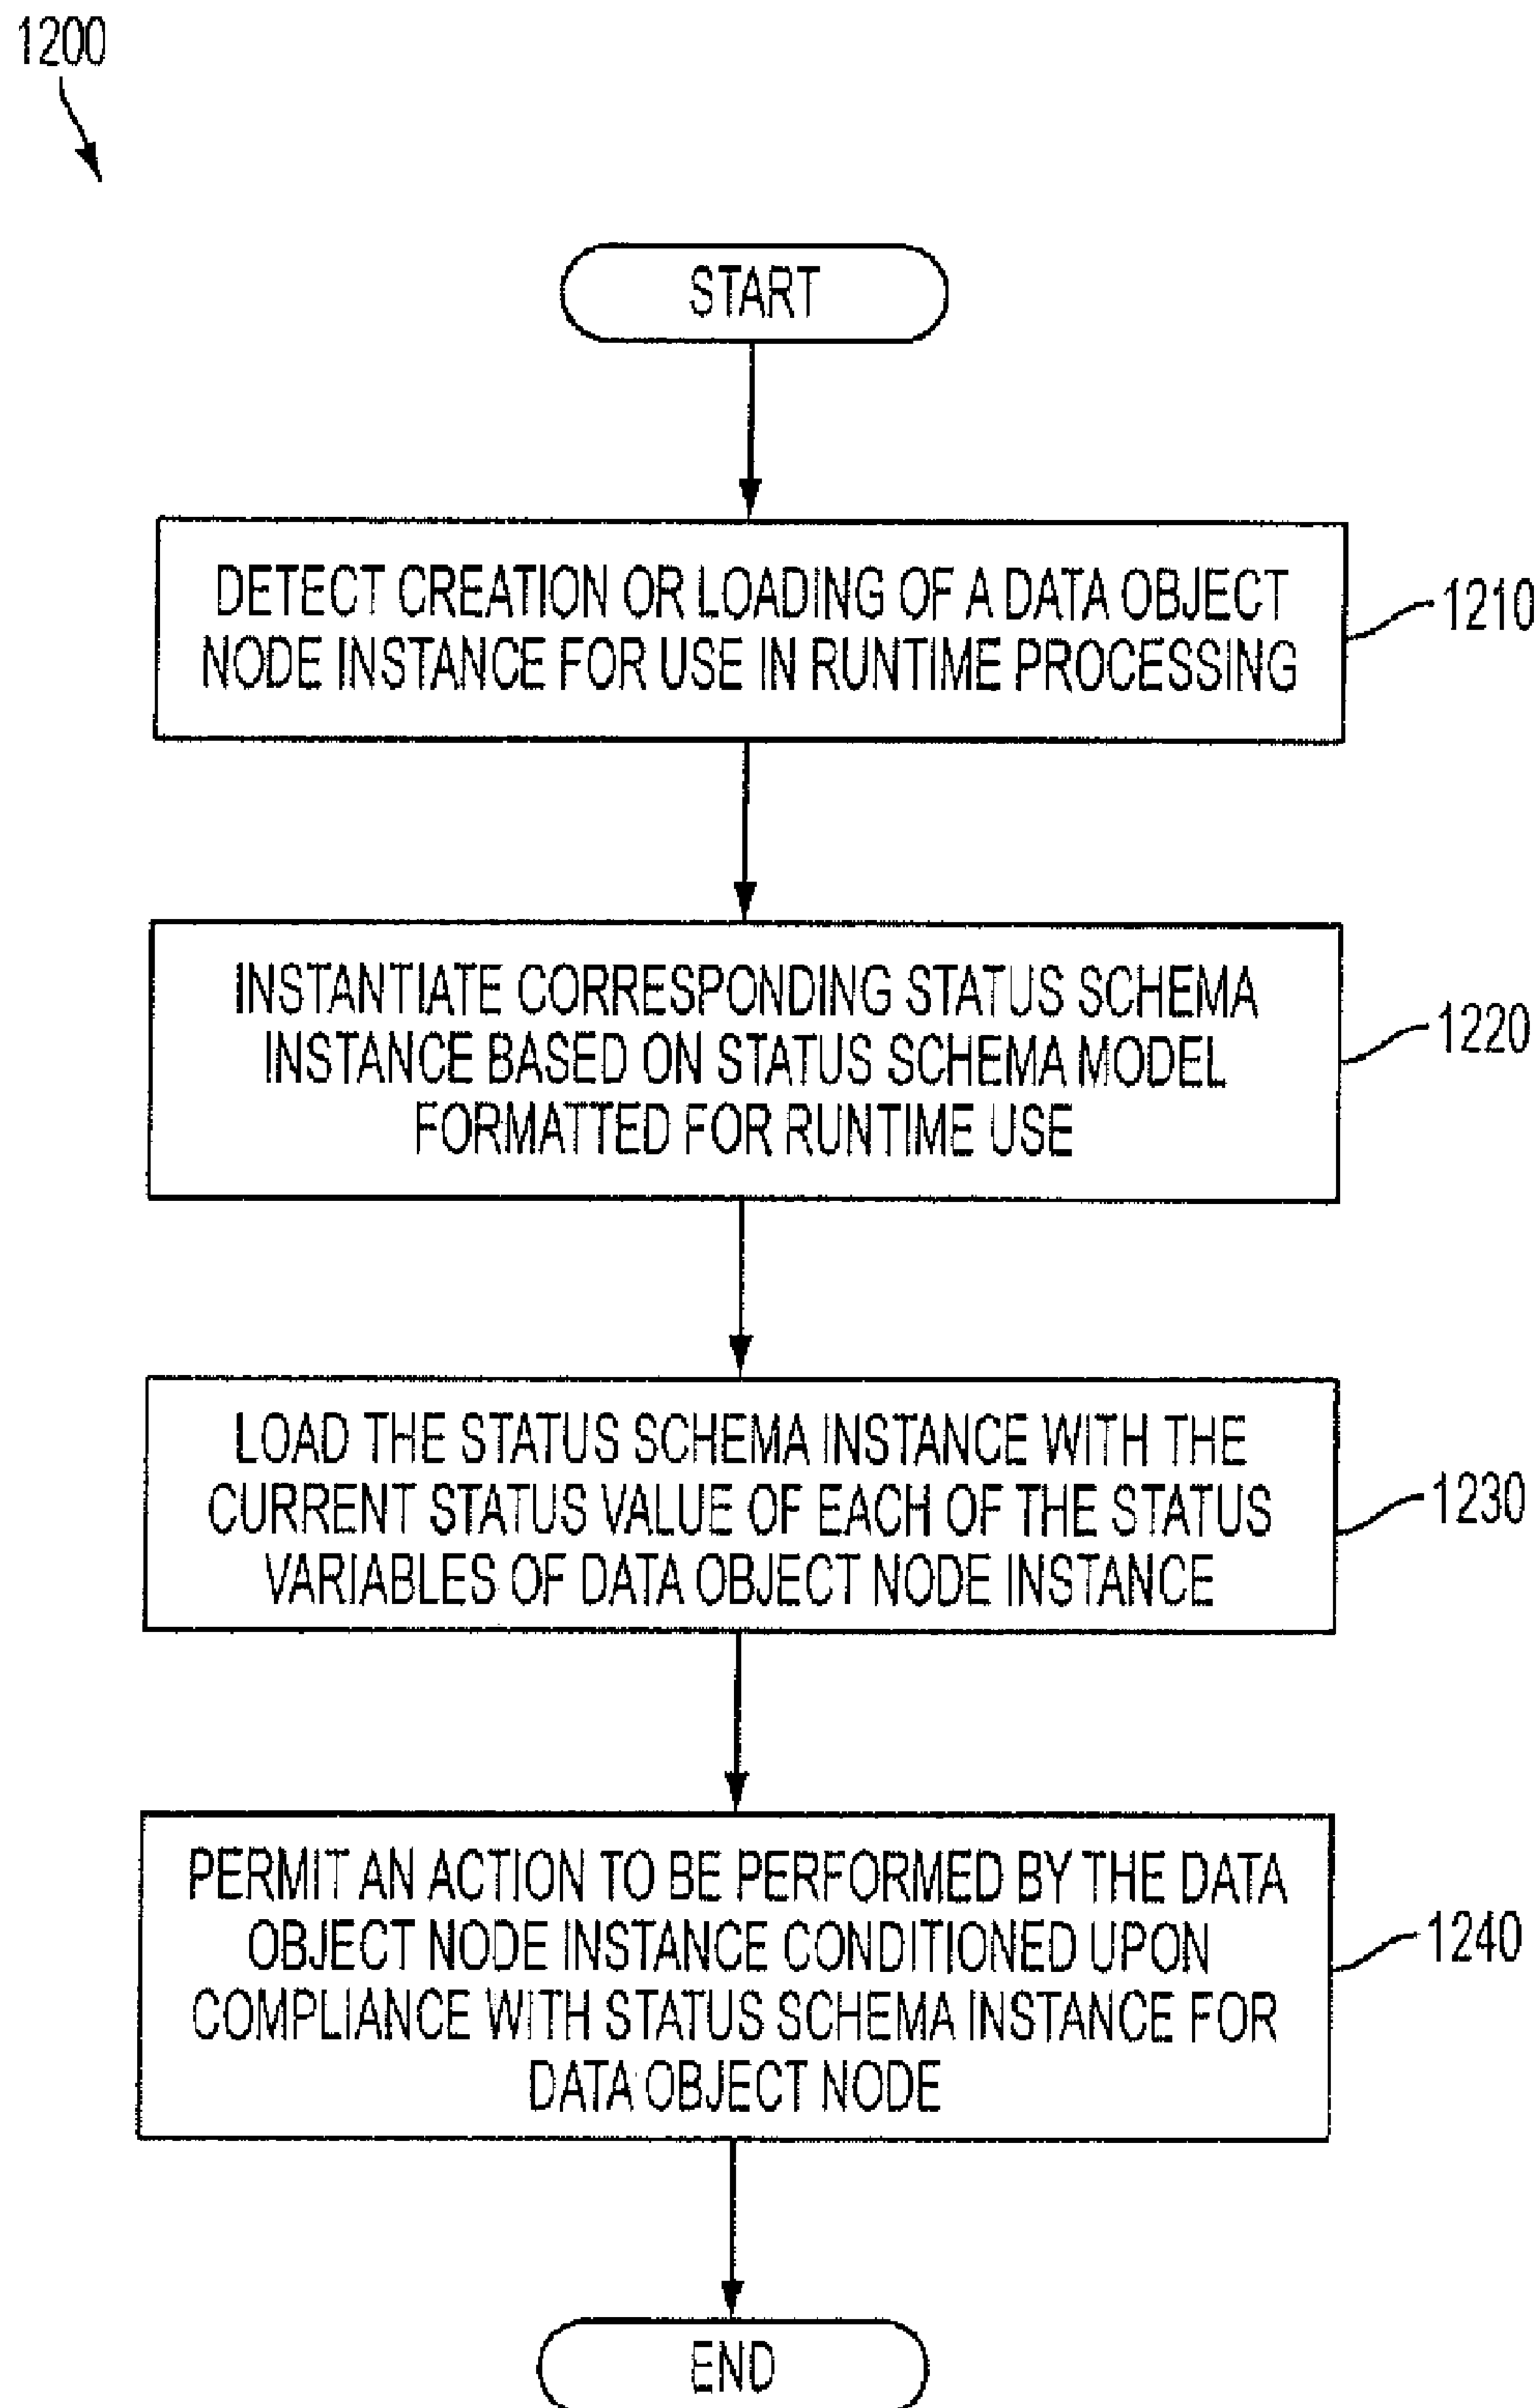 1200
START
DETECT CREATION OR LOADING OF A DATA OBJECT
NODE INSTANCE FOR USE IN RUNTIME PROCESSING
1210
INSTANTIATE CORRESPONDING STATUS SCHEMA
INSTANCE BASED ON STATUS SCHEMA MODEL
FORMATTED FOR RUNTIME USE
1220
LOAD THE STATUS SCHEMA INSTANCE WITH THE
CURRENT STATUS VALUE OF EACH OF THE STATUS
VARIABLES OF DATA OBJECT NODE INSTANCE
1230
PERMIT AN ACTION TO BE PERFORMED BY THE DATA
OBJECT NODE INSTANCE CONDITIONED UPON
COMPLIANCE WITH STATUS SCHEMA INSTANCE FOR
DATA OBJECT NODE
1240
END